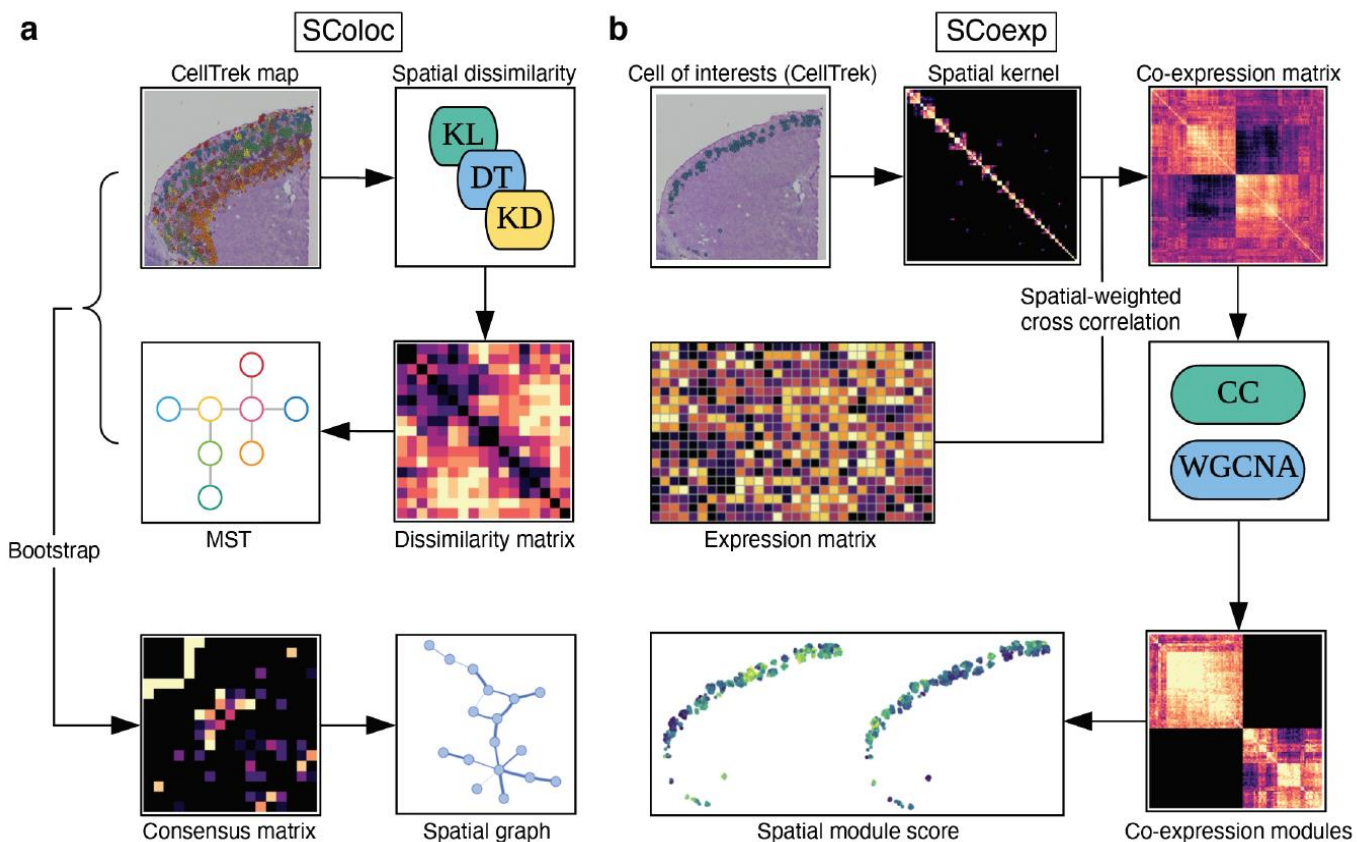 a
SColoc
CellTrek map
Spatial dissimilarity
KL
DT
KD
MST
Dissimilarity matrix
Bootstrap
Consensus matrix
Spatial graph
b
SCoexp
Cell of interests (CellTrek)
Spatial kernel
Co-expression matrix
Spatial-weighted
cross correlation
CC
WGCNA
Expression matrix
Spatial module score
Co-expression modules